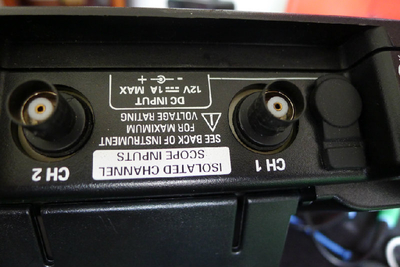 CH 1
ISOLATED CHANNEL
SCOPE INPUTS
CH 2
SEE BACK OF INSTRUMENT
FOR MAXIMUM
⚠ VOLTAGE RATING
DC INPUT
12V ⎓ 1A MAX